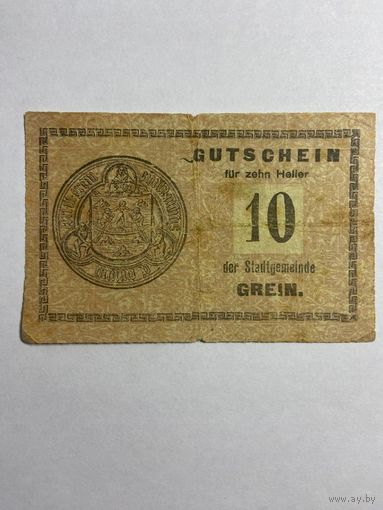 GUTSCHEIN
für zehn Heller
10
der Stadtgemeinde
GREIN.
www.ay.by